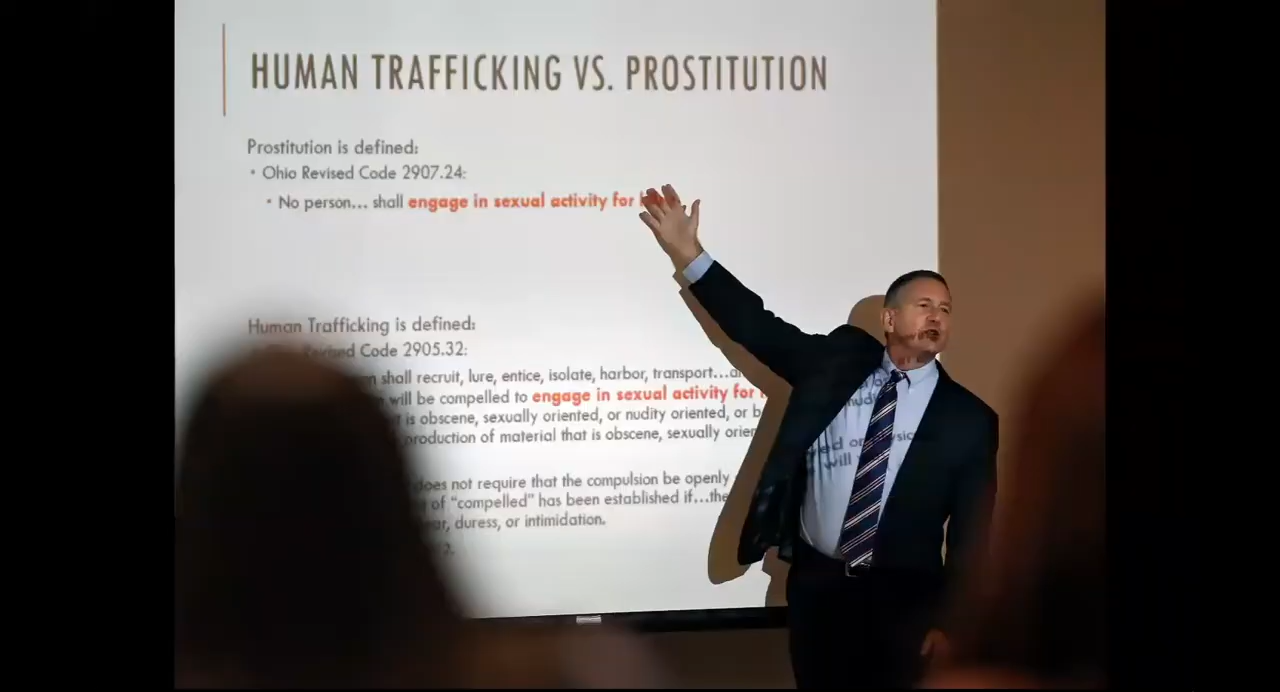 HUMAN TRAFFICKING VS. PROSTITUTION
Prostitution is defined:
• Ohio Revised Code 2907.24:
• No person... shall engage in sexual activity for
Human Trafficking is defined:
Revised Code 2905.32:
shall recruit, lure, entice, isolate, harbor, transport...
will be compelled to engage in sexual activity for
is obscene, sexually oriented, or nudity oriented, or
production of material that is obscene, sexually
does not require that the compulsion be openly
of “compelled” has been established if...the
duress, or intimidation.
will